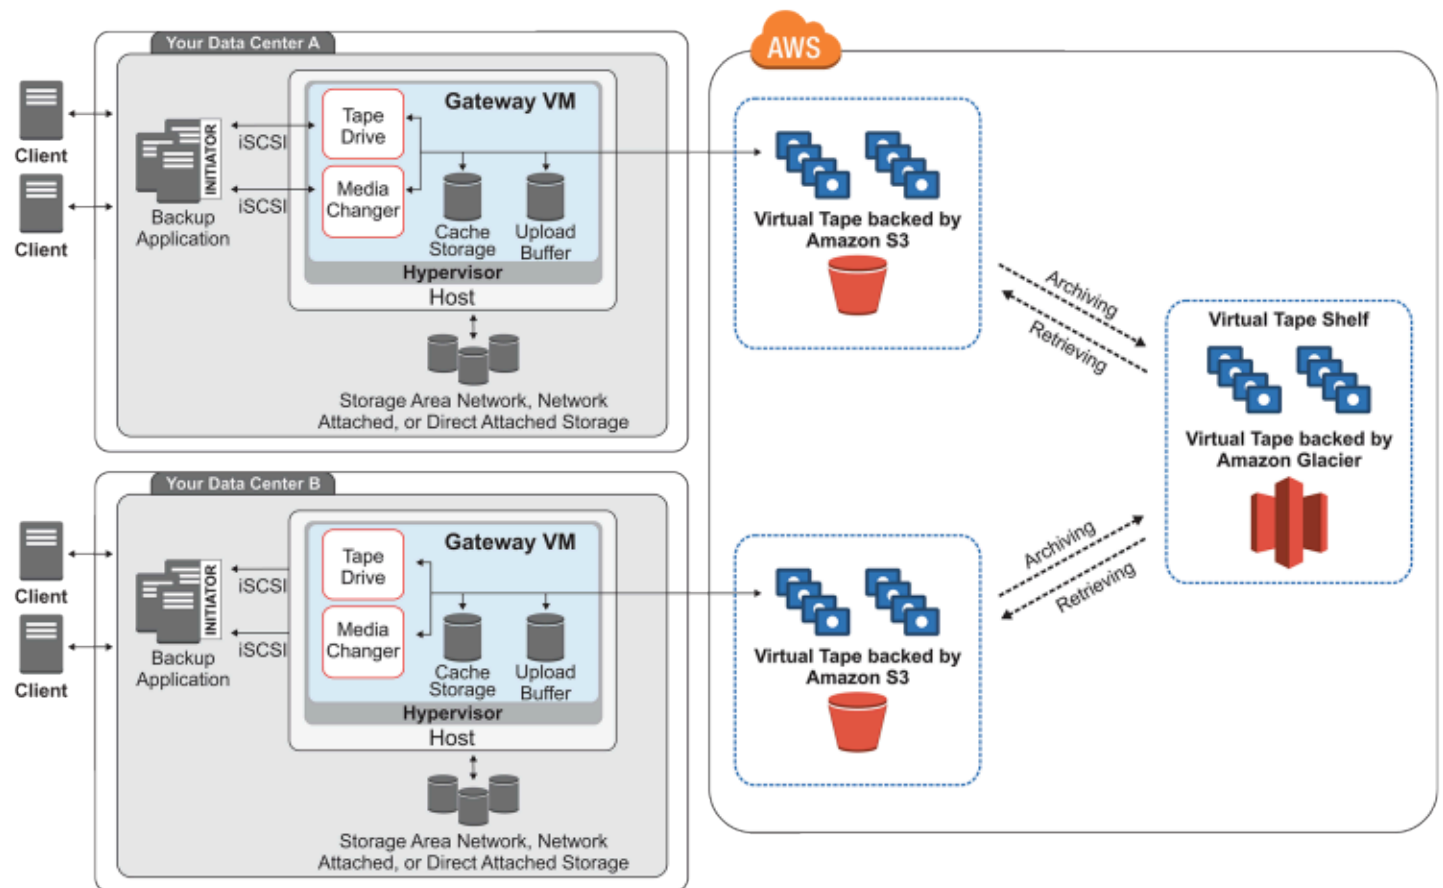 Your Data Center A
AWS
Client
Client
INITIATOR
Backup
Application
iSCSI
iSCSI
Gateway VM
Tape
Drive
Media
Changer
Cache
Storage
Upload
Buffer
Hypervisor
Host
Storage Area Network, Network
Attached, or Direct Attached Storage
Virtual Tape backed by
Amazon S3
Archiving
Retrieving
Virtual Tape Shelf
Virtual Tape backed by
Amazon Glacier
Your Data Center B
Client
Client
INITIATOR
Backup
Application
iSCSI
iSCSI
Gateway VM
Tape
Drive
Media
Changer
Cache
Storage
Upload
Buffer
Hypervisor
Host
Storage Area Network, Network
Attached, or Direct Attached Storage
Virtual Tape backed by
Amazon S3
Archiving
Retrieving